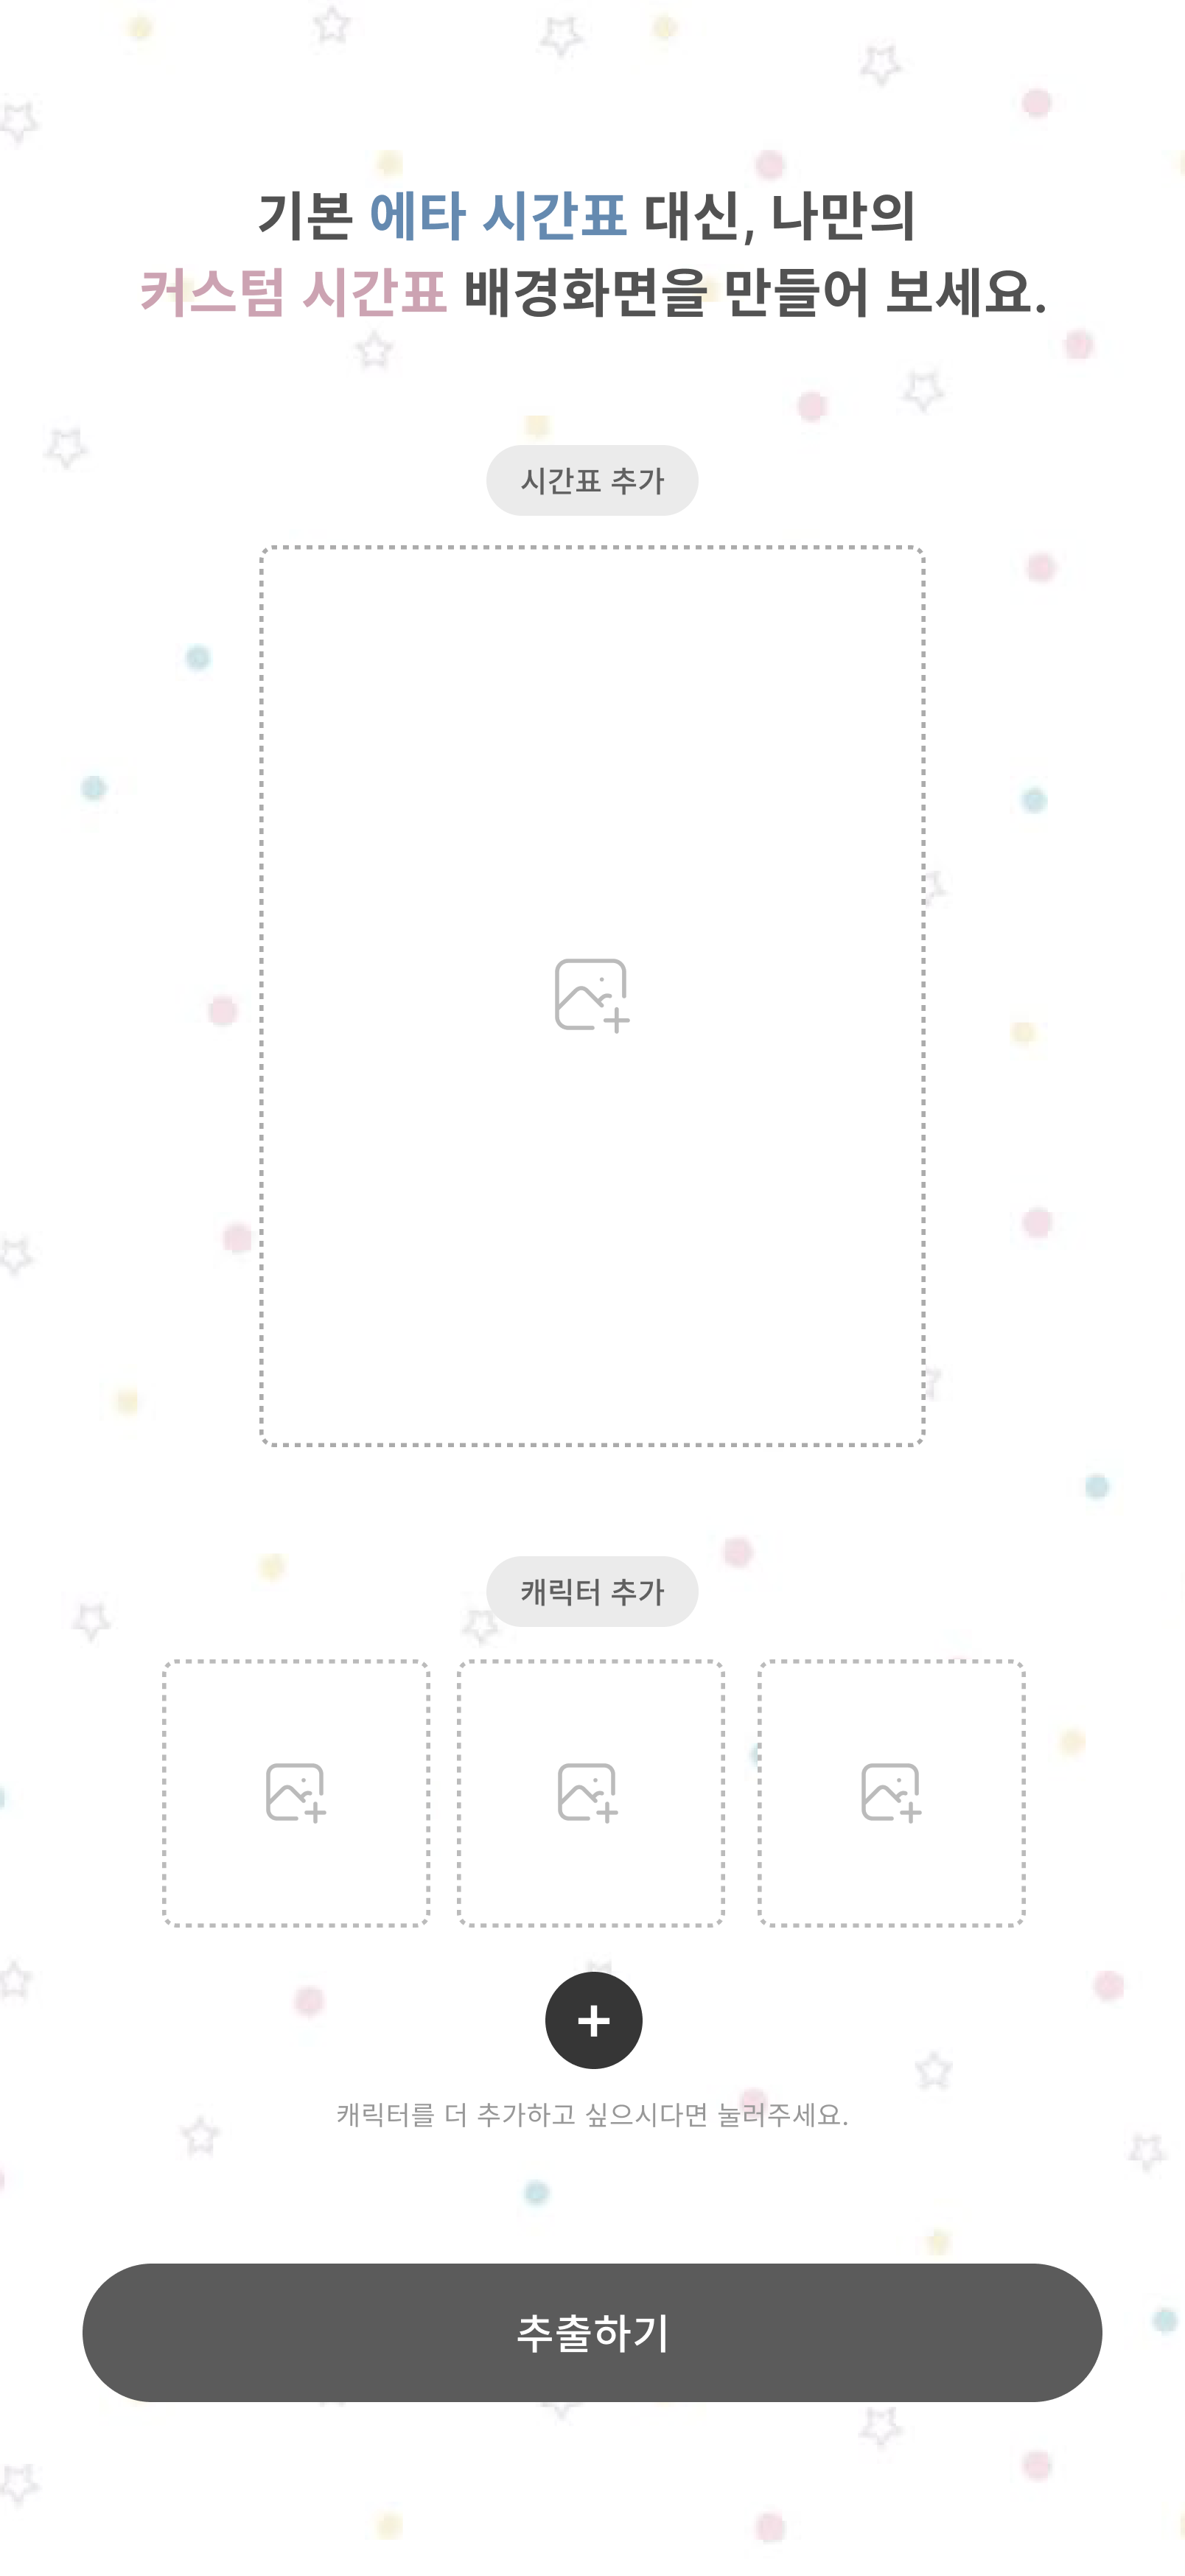 기본 에타 시간표 대신, 나만의
커스텀 시간표 배경화면을 만들어 보세요.
시간표 추가
캐릭터 추가
캐릭터를 더 추가하고 싶으시다면 눌러주세요.
추출하기